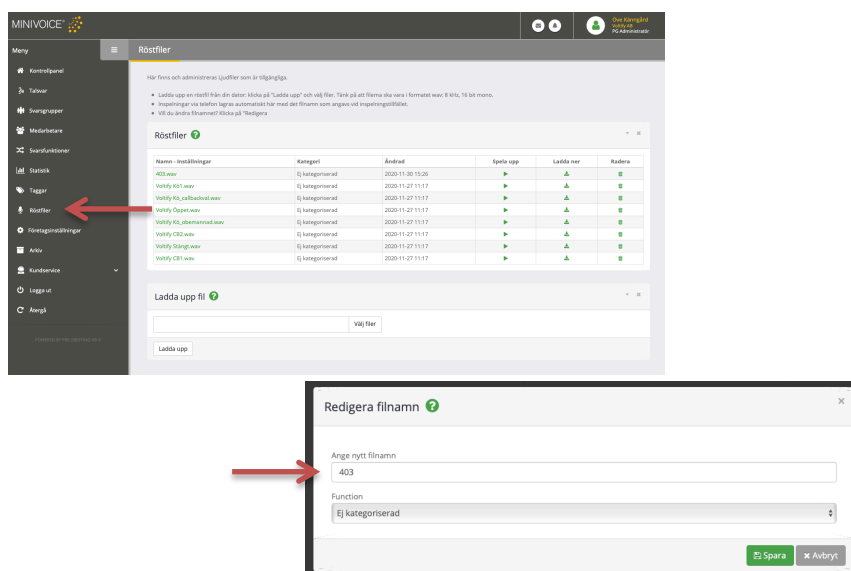 MINIVOICE
Ove Känngård
Voltify AB
PG Administratör
Meny
Röstfiler
Kontrollpanel
Talsvar
Svarsgrupper
Medarbetare
Svarsfunktioner
Statistik
Taggar
Röstfiler
Företagsinställningar
Arkiv
Kundservice
Logga ut
Återgå
Här finns och administreras Ljudfiler som är tillgängliga.
Ladda upp en röstfil från din dator: klicka på "Ladda upp" och välj filer. Tänk på att filerna ska vara i formatet wav: 8 kHz, 16 bit mono.
Inspelningar via telefon lagras automatiskt här med det filnamn som angavs vid inspelningstillfället.
Vill du ändra filnamnet? Klicka på "Redigera
Röstfiler ?
Namn - Inställningar Kategori Ändrad Spela upp Ladda ner Radera
403.wav Ej kategoriserad 2020-11-30 15:26
Voltify Kö1.wav Ej kategoriserad 2020-11-27 11:17
Voltify Kö_callbackval.wav Ej kategoriserad 2020-11-27 11:17
Voltify Öppet.wav Ej kategoriserad 2020-11-27 11:17
Voltify Kö_obemannad.wav Ej kategoriserad 2020-11-27 11:17
Voltify CB2.wav Ej kategoriserad 2020-11-27 11:17
Voltify Stängt.wav Ej kategoriserad 2020-11-27 11:17
Voltify CB1.wav Ej kategoriserad 2020-11-27 11:17
Ladda upp fil ?
Välj filer
Ladda upp
Redigera filnamn ?
Ange nytt filnamn
403
Function
Ej kategoriserad
Spara
Avbryt